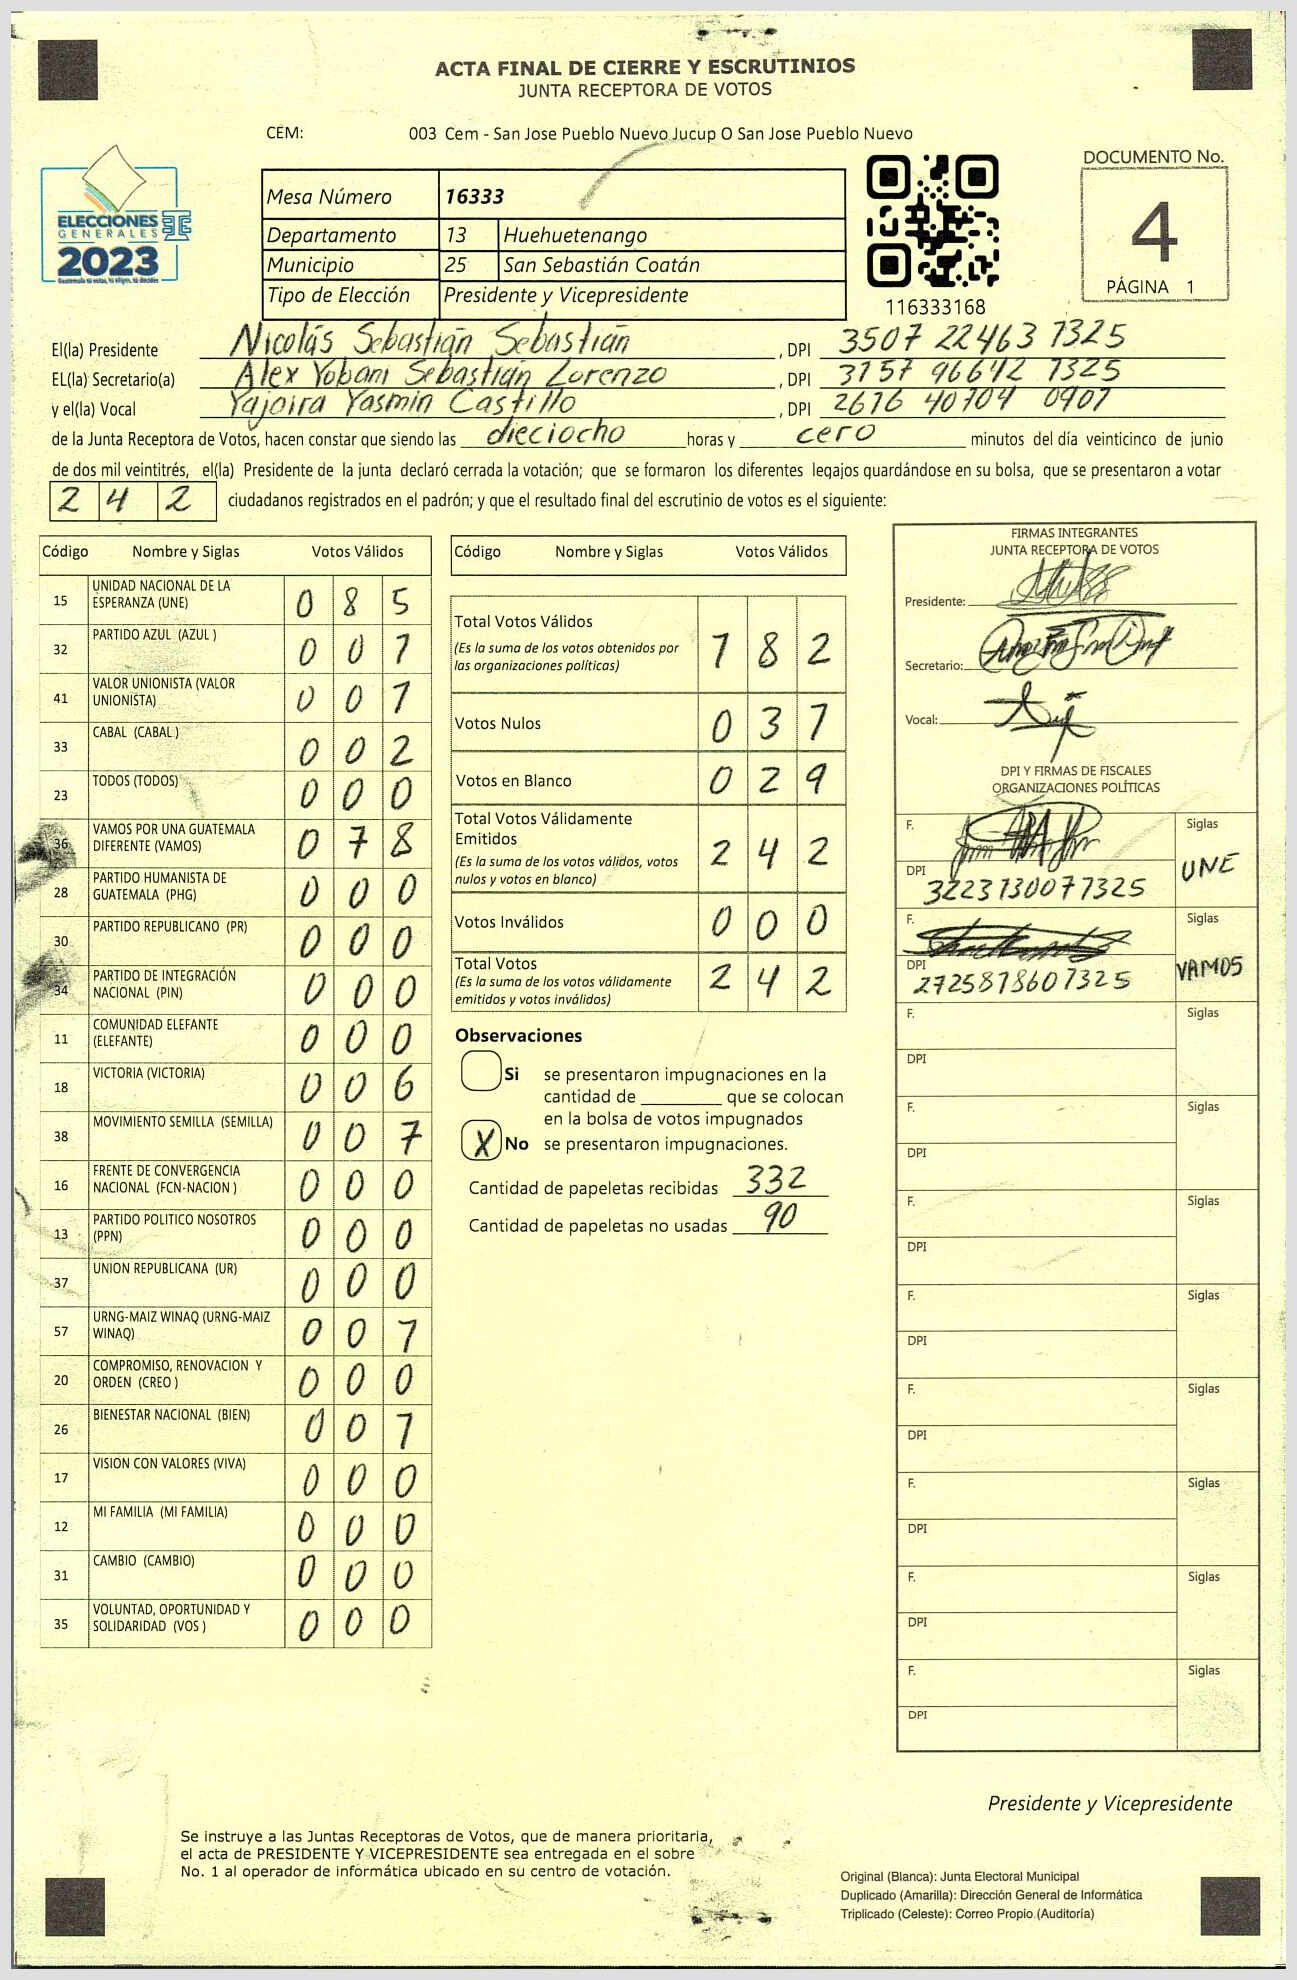 ACTA FINAL DE CIERRE Y ESCRUTINIOS
JUNTA RECEPTORA DE VOTOS
CEM: 003 Cem - San Jose Pueblo Nuevo Jucup O San Jose Pueblo Nuevo
ELECCIONES
GENERALES
2023
Mesa Número 16333
Departamento 13 Huehuetenango
Municipio 25 San Sebastián Coatán
Tipo de Elección Presidente y Vicepresidente
116333168
DOCUMENTO No.
4
PÁGINA 1
El(la) Presidente Nicolás Sebastián Sebastián , DPI 3501 22463 1325
EL(la) Secretario(a) Alex Yobani Sebastián Lorenzo , DPI 3151 96642 1325
y el(la) Vocal Yajaira Yasmin Castillo , DPI 2616 40104 0901
de la Junta Receptora de Votos, hacen constar que siendo las dieciocho horas y cero minutos del día veinticinco de junio
de dos mil veintitrés, el(la) Presidente de la junta declaró cerrada la votación; que se formaron los diferentes legajos guardándose en su bolsa, que se presentaron a votar
2 4 2 ciudadanos registrados en el padrón; y que el resultado final del escrutinio de votos es el siguiente:
Código Nombre y Siglas Votos Válidos
15 UNIDAD NACIONAL DE LA ESPERANZA (UNE) 0 8 5
32 PARTIDO AZUL (AZUL ) 0 0 1
41 VALOR UNIONISTA (VALOR UNIONISTA) 0 0 1
33 CABAL (CABAL ) 0 0 2
23 TODOS (TODOS) 0 0 0
36 VAMOS POR UNA GUATEMALA DIFERENTE (VAMOS) 0 7 8
28 PARTIDO HUMANISTA DE GUATEMALA (PHG) 0 0 0
30 PARTIDO REPUBLICANO (PR) 0 0 0
34 PARTIDO DE INTEGRACIÓN NACIONAL (PIN) 0 0 0
11 COMUNIDAD ELEFANTE (ELEFANTE) 0 0 0
18 VICTORIA (VICTORIA) 0 0 6
38 MOVIMIENTO SEMILLA (SEMILLA) 0 0 7
16 FRENTE DE CONVERGENCIA NACIONAL (FCN-NACION ) 0 0 0
13 PARTIDO POLITICO NOSOTROS (PPN) 0 0 0
37 UNION REPUBLICANA (UR) 0 0 0
57 URNG-MAIZ WINAQ (URNG-MAIZ WINAQ) 0 0 1
20 COMPROMISO, RENOVACION Y ORDEN (CREO ) 0 0 0
26 BIENESTAR NACIONAL (BIEN) 0 0 1
17 VISION CON VALORES (VIVA) 0 0 0
12 MI FAMILIA (MI FAMILIA) 0 0 0
31 CAMBIO (CAMBIO) 0 0 0
35 VOLUNTAD, OPORTUNIDAD Y SOLIDARIDAD (VOS ) 0 0 0
Código Nombre y Siglas Votos Válidos
Total Votos Válidos 1 8 2
(Es la suma de los votos obtenidos por
las organizaciones políticas)
Votos Nulos 0 3 1
Votos en Blanco 0 2 9
Total Votos Válidamente
Emitidos 2 4 2
(Es la suma de los votos válidos, votos
nulos y votos en blanco)
Votos Inválidos 0 0 0
Total Votos 2 4 2
(Es la suma de los votos válidamente
emitidos y votos inválidos)
Observaciones
Si se presentaron impugnaciones en la
cantidad de ________ que se colocan
en la bolsa de votos impugnados
X No se presentaron impugnaciones.
Cantidad de papeletas recibidas 332
Cantidad de papeletas no usadas 90
FIRMAS INTEGRANTES
JUNTA RECEPTORA DE VOTOS
Presidente:
Secretario:
Vocal:
DPI Y FIRMAS DE FISCALES
ORGANIZACIONES POLÍTICAS
F. Siglas
DPI 3223130071325 UNE
F. Siglas
DPI 2125818601325 VAMOS
F. Siglas
DPI
F. Siglas
DPI
F. Siglas
DPI
F. Siglas
DPI
F. Siglas
DPI
F. Siglas
DPI
F. Siglas
DPI
F. Siglas
DPI
Presidente y Vicepresidente
Se instruye a las Juntas Receptoras de Votos, que de manera prioritaria,
el acta de PRESIDENTE Y VICEPRESIDENTE sea entregada en el sobre
No. 1 al operador de informática ubicado en su centro de votación.
Original (Blanca): Junta Electoral Municipal
Duplicado (Amarilla): Dirección General de Informática
Triplicado (Celeste): Correo Propio (Auditoría)